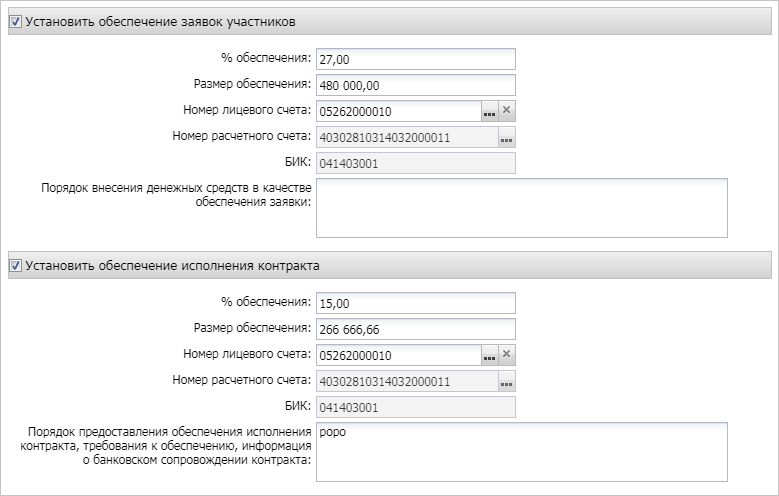 Установить обеспечение заявок участников
% обеспечения: 27,00
Размер обеспечения: 480 000,00
Номер лицевого счета: 05262000010
Номер расчетного счета: 40302810314032000011
БИК: 041403001
Порядок внесения денежных средств в качестве
обеспечения заявки:
Установить обеспечение исполнения контракта
% обеспечения: 15,00
Размер обеспечения: 266 666,66
Номер лицевого счета: 05262000010
Номер расчетного счета: 40302810314032000011
БИК: 041403001
Порядок предоставления обеспечения исполнения popo
контракта, требования к обеспечению, информация
о банковском сопровождении контракта: